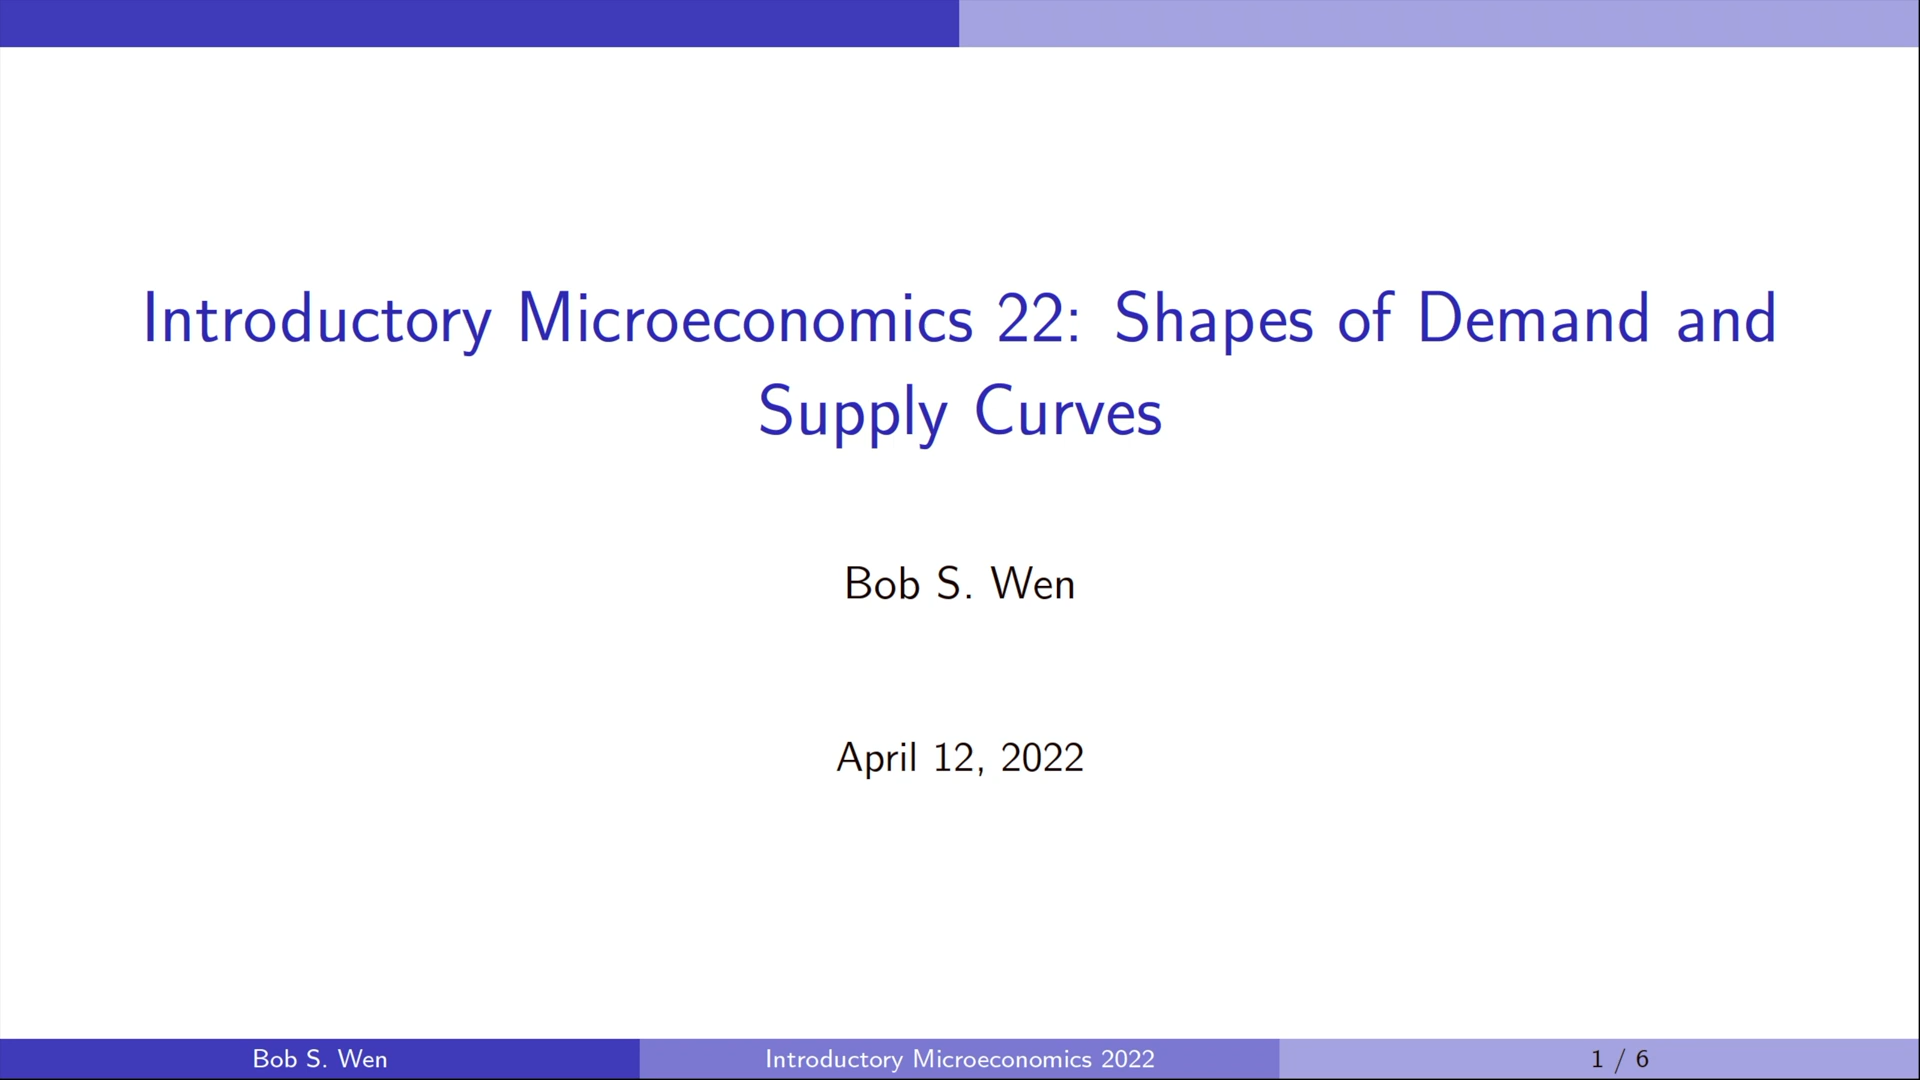 Introductory Microeconomics 22: Shapes of Demand and
Supply Curves
Bob S. Wen
April 12, 2022
Bob S. Wen
Introductory Microeconomics 2022
1 / 6